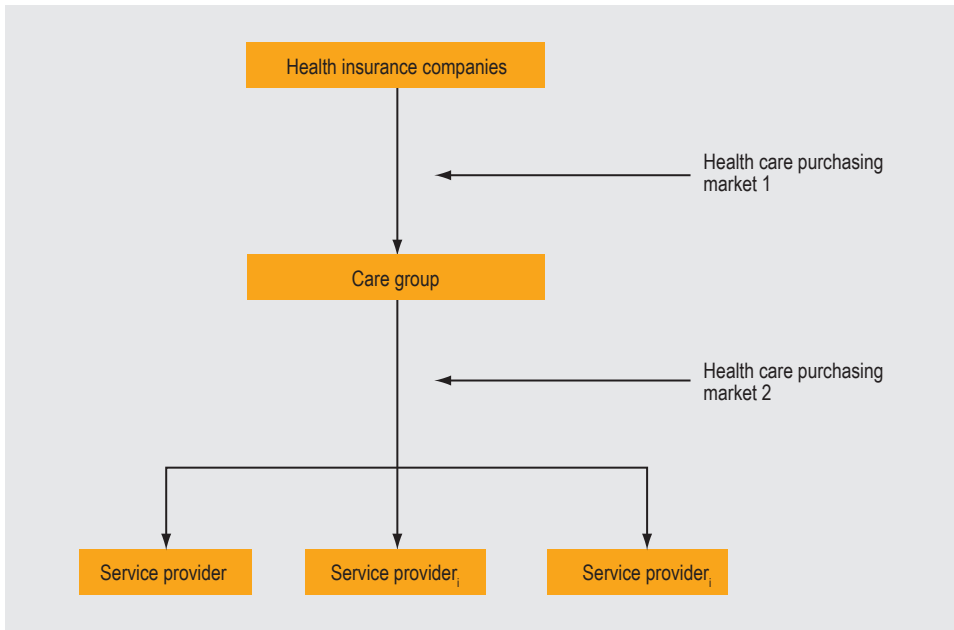 Health insurance companies
Health care purchasing
market 1
Care group
Health care purchasing
market 2
Service provider
Service provideri
Service provideri